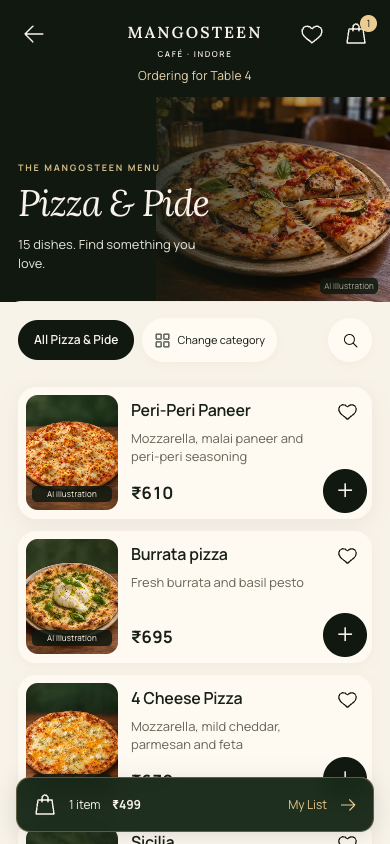 1
MANGOSTEEN
CAFÉ · INDORE
Ordering for Table 4
THE MANGOSTEEN MENU
Pizza & Pide
15 dishes. Find something you
love.
AI illustration
All Pizza & Pide
Change category
Peri-Peri Paneer
Mozzarella, malai paneer and
peri-peri seasoning
AI illustration
₹610
Burrata pizza
Fresh burrata and basil pesto
AI illustration
₹695
4 Cheese Pizza
Mozzarella, mild cheddar,
parmesan and feta
1 item ₹499
My List
Sicilia